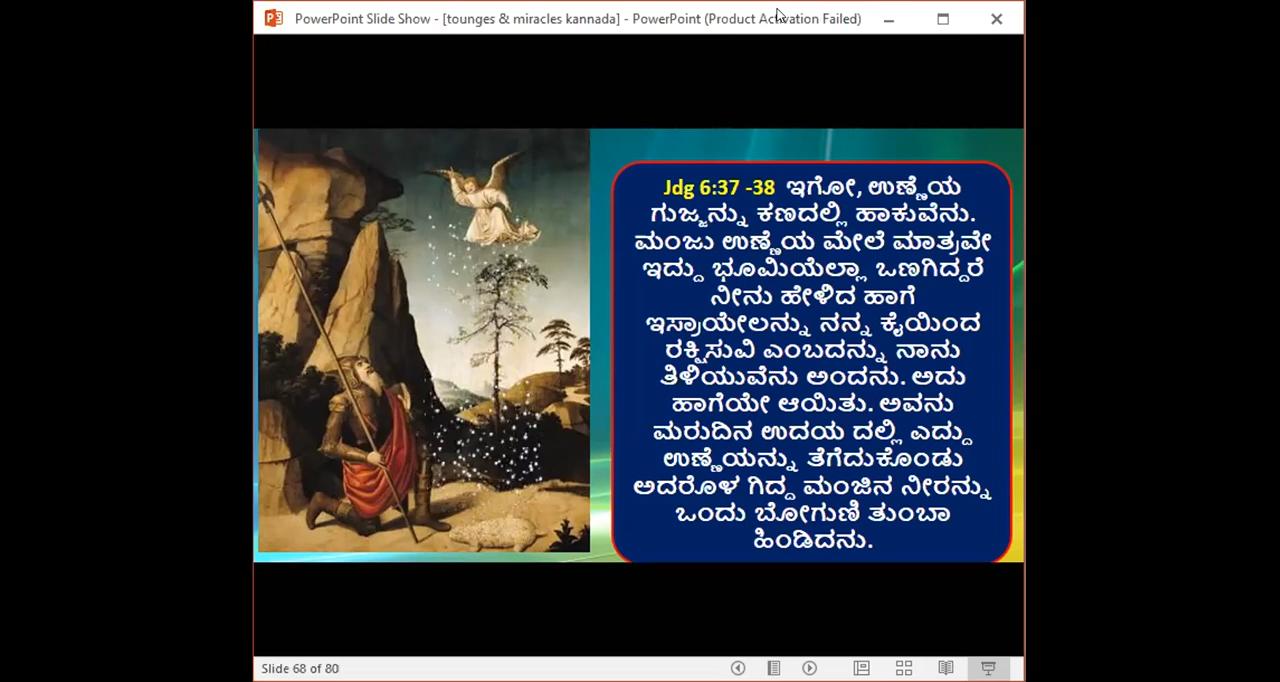 PowerPoint Slide Show - [tounges & miracles kannada] - PowerPoint (Product Activation Failed)
Jdg 6:37 -38 ಇಗೋ, ಉಣ್ಣೆಯ
ಗುಜ್ಜನ್ನು ಕಣದಲ್ಲಿ ಹಾಕುವೆನು.
ಮಂಜು ಉಣ್ಣೆಯ ಮೇಲೆ ಮಾತ್ರವೇ
ಇದ್ದು ಭೂಮಿಯೆಲ್ಲಾ ಒಣಗಿದ್ದರೆ
ನೀನು ಹೇಳಿದ ಹಾಗೆ
ಇಸ್ರಾಯೇಲನ್ನು ನನ್ನ ಕೈಯಿಂದ
ರಕ್ಷಿಸುವಿ ಎಂಬದನ್ನು ನಾನು
ತಿಳಿಯುವೆನು ಅಂದನು. ಅದು
ಹಾಗೆಯೇ ಆಯಿತು. ಅವನು
ಮರುದಿನ ಉದಯ ದಲ್ಲಿ ಎದ್ದು
ಉಣ್ಣೆಯನ್ನು ತೆಗೆದುಕೊಂಡು
ಅದರೊಳ ಗಿದ್ದ ಮಂಜಿನ ನೀರನ್ನು
ಒಂದು ಬೋಗುಣಿ ತುಂಬಾ
ಹಿಂಡಿದನು.
Slide 68 of 80